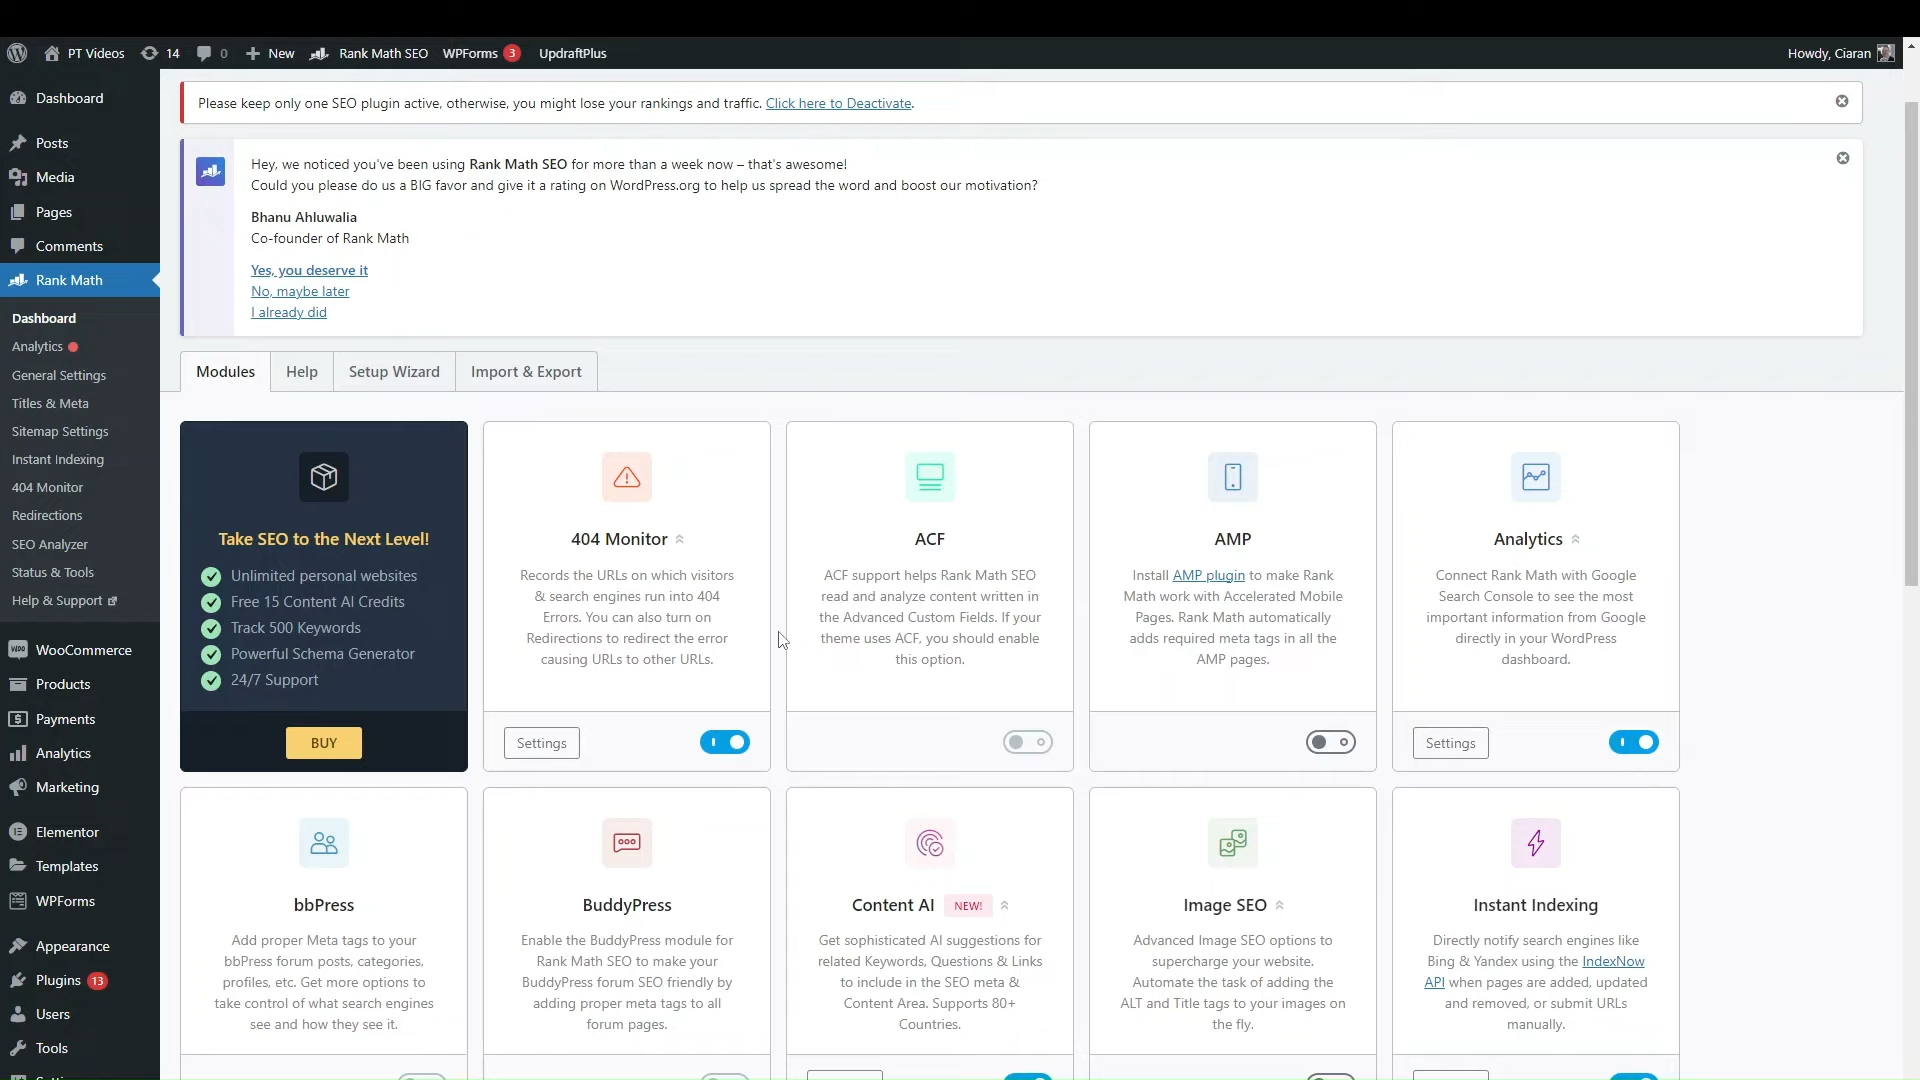 PT Videos 14 0 New Rank Math SEO WPForms 3 UpdraftPlus Howdy, Ciaran
Dashboard
Posts
Media
Pages
Comments
Rank Math
Dashboard
Analytics
General Settings
Titles & Meta
Sitemap Settings
Instant Indexing
404 Monitor
Redirections
SEO Analyzer
Status & Tools
Help & Support
WooCommerce
Products
Payments
Analytics
Marketing
Elementor
Templates
WPForms
Appearance
Plugins 13
Users
Tools
Please keep only one SEO plugin active, otherwise, you might lose your rankings and traffic. Click here to Deactivate.
Hey, we noticed you've been using Rank Math SEO for more than a week now – that's awesome!
Could you please do us a BIG favor and give it a rating on WordPress.org to help us spread the word and boost our motivation?
Bhanu Ahluwalia
Co-founder of Rank Math
Yes, you deserve it
No, maybe later
I already did
Modules Help Setup Wizard Import & Export
Take SEO to the Next Level!
Unlimited personal websites
Free 15 Content AI Credits
Track 500 Keywords
Powerful Schema Generator
24/7 Support
BUY
404 Monitor
Records the URLs on which visitors
& search engines run into 404
Errors. You can also turn on
Redirections to redirect the error
causing URLs to other URLs.
Settings
ACF
ACF support helps Rank Math SEO
read and analyze content written in
the Advanced Custom Fields. If your
theme uses ACF, you should enable
this option.
AMP
Install AMP plugin to make Rank
Math work with Accelerated Mobile
Pages. Rank Math automatically
adds required meta tags in all the
AMP pages.
Analytics
Connect Rank Math with Google
Search Console to see the most
important information from Google
directly in your WordPress
dashboard.
Settings
bbPress
Add proper Meta tags to your
bbPress forum posts, categories,
profiles, etc. Get more options to
take control of what search engines
see and how they see it.
BuddyPress
Enable the BuddyPress module for
Rank Math SEO to make your
BuddyPress forum SEO friendly by
adding proper meta tags to all
forum pages.
Content AI NEW!
Get sophisticated AI suggestions for
related Keywords, Questions & Links
to include in the SEO meta &
Content Area. Supports 80+
Countries.
Image SEO
Advanced Image SEO options to
supercharge your website.
Automate the task of adding the
ALT and Title tags to your images on
the fly.
Instant Indexing
Directly notify search engines like
Bing & Yandex using the IndexNow
API when pages are added, updated
and removed, or submit URLs
manually.